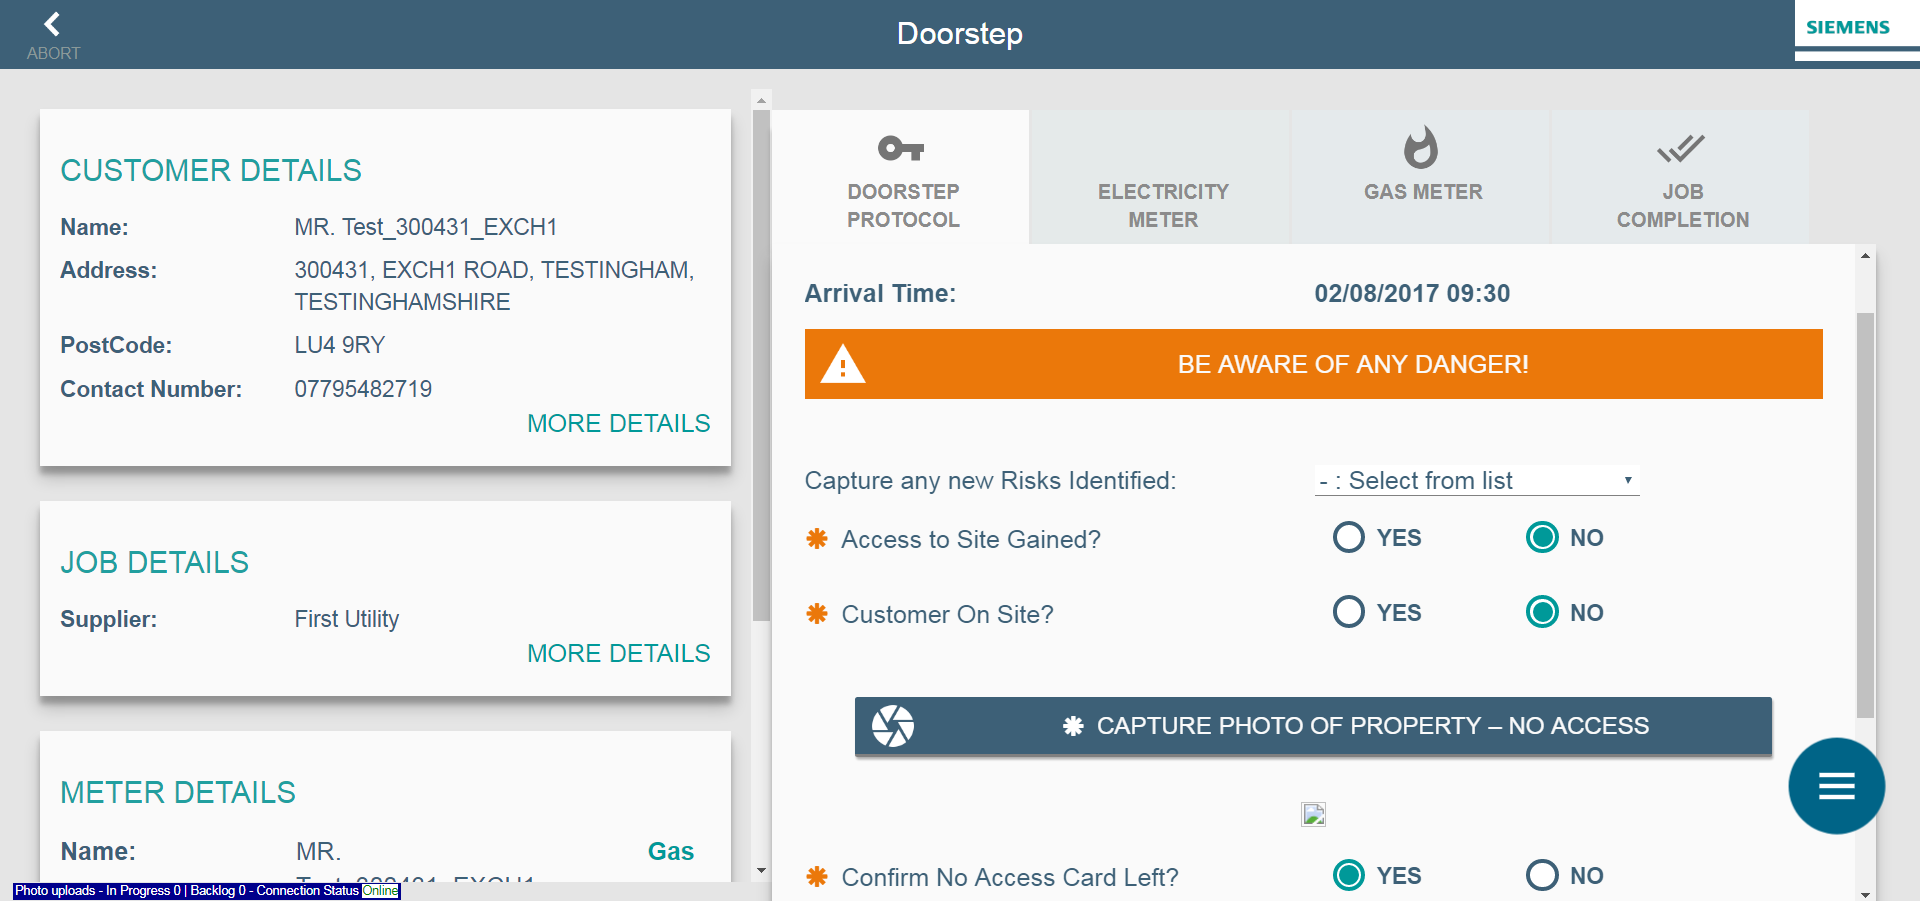 ABORT
Doorstep
SIEMENS
CUSTOMER DETAILS
Name: MR. Test_300431_EXCH1
Address: 300431, EXCH1 ROAD, TESTINGHAM,
TESTINGHAMSHIRE
PostCode: LU4 9RY
Contact Number: 07795482719
MORE DETAILS
JOB DETAILS
Supplier: First Utility
MORE DETAILS
METER DETAILS
Name: MR. Gas
Photo uploads - In Progress 0 | Backlog 0 - Connection Status Online
DOORSTEP
PROTOCOL
ELECTRICITY
METER
GAS METER
JOB
COMPLETION
Arrival Time: 02/08/2017 09:30
BE AWARE OF ANY DANGER!
Capture any new Risks Identified: - : Select from list
✱ Access to Site Gained? YES NO
✱ Customer On Site? YES NO
✱ CAPTURE PHOTO OF PROPERTY – NO ACCESS
✱ Confirm No Access Card Left? YES NO